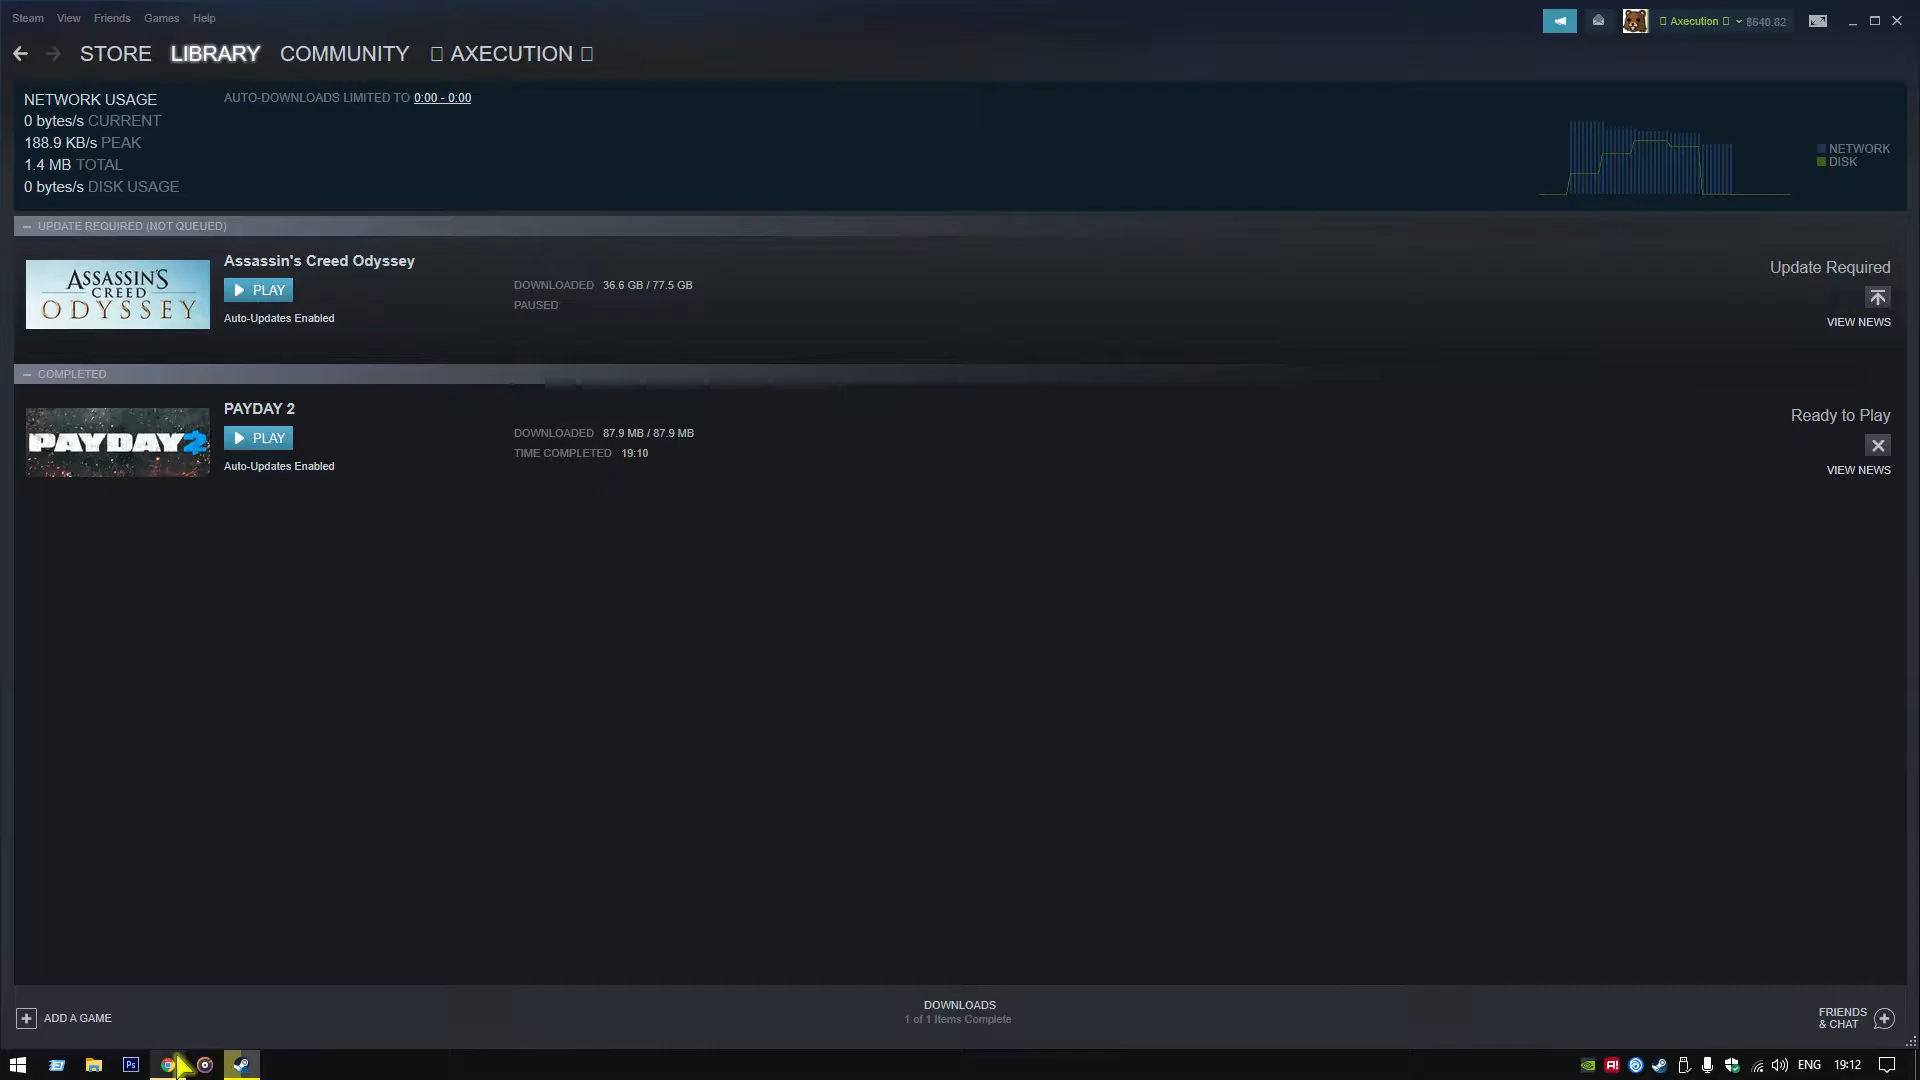 Steam View Friends Games Help
Axecution ฿640.82
STORE LIBRARY COMMUNITY AXECUTION
NETWORK USAGE
0 bytes/s CURRENT
188.9 KB/s PEAK
1.4 MB TOTAL
0 bytes/s DISK USAGE
AUTO-DOWNLOADS LIMITED TO 0:00 - 0:00
NETWORK
DISK
UPDATE REQUIRED (NOT QUEUED)
ASSASSIN'S
CREED
ODYSSEY
Assassin's Creed Odyssey
PLAY
Auto-Updates Enabled
DOWNLOADED 36.6 GB / 77.5 GB
PAUSED
Update Required
VIEW NEWS
COMPLETED
PAYDAY 2
PAYDAY 2
PLAY
Auto-Updates Enabled
DOWNLOADED 87.9 MB / 87.9 MB
TIME COMPLETED 19:10
Ready to Play
VIEW NEWS
ADD A GAME
DOWNLOADS
1 of 1 Items Complete
FRIENDS
& CHAT
Ps
A!
ENG 19:12